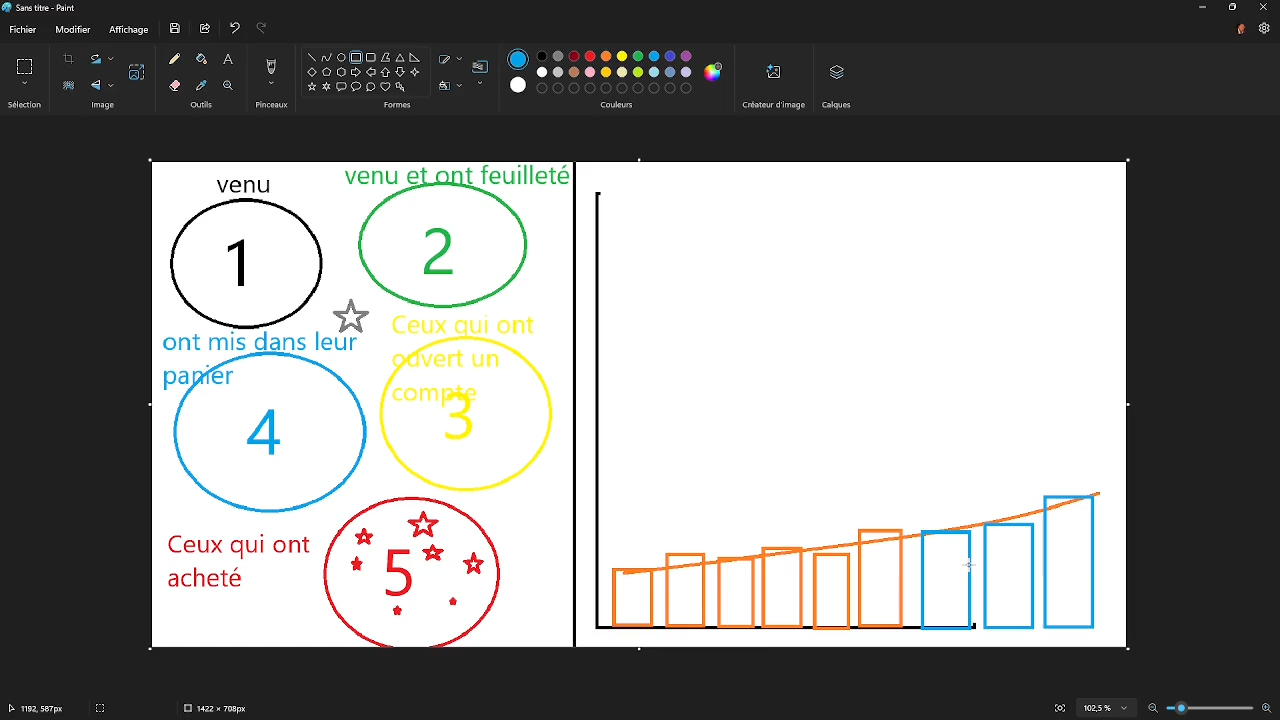 Sans titre - Paint
Fichier Modifier Affichage
A
Sélection Image Outils Pinceaux Formes Couleurs Créateur d'image Calques
venu
1
venu et ont feuilleté
2
ont mis dans leur
panier
4
Ceux qui ont
ouvert un
compte
3
Ceux qui ont
acheté
5
1192, 587px 1422 × 708px 102,5 %